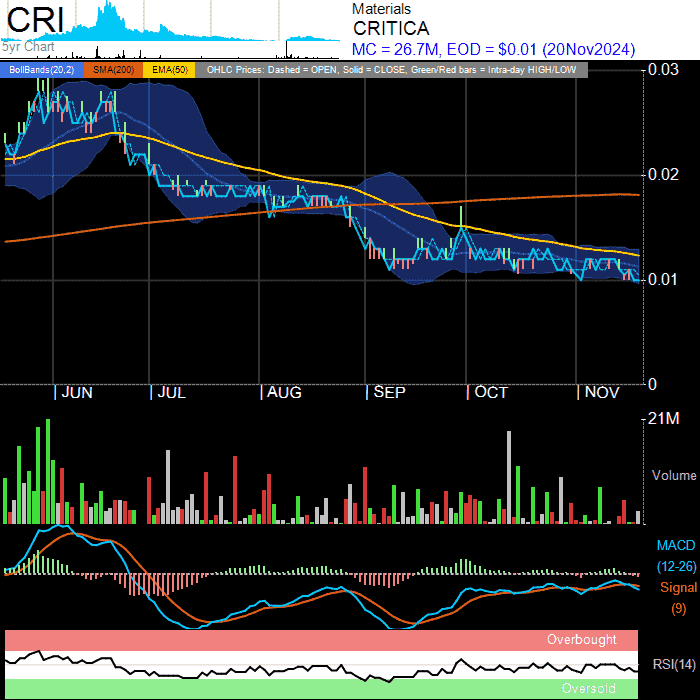 CRI
5yr Chart
Materials
CRITICA
MC = 26.7M, EOD = $0.01 (20Nov2024)
BollBands(20,2) SMA(200) EMA(50) OHLC Prices: Dashed = OPEN, Solid = CLOSE, Green/Red bars = Intra-day HIGH/LOW
0.03
0.02
0.01
0
JUN JUL AUG SEP OCT NOV
21M
Volume
MACD
(12-26)
Signal
(9)
Overbought
RSI(14)
Oversold